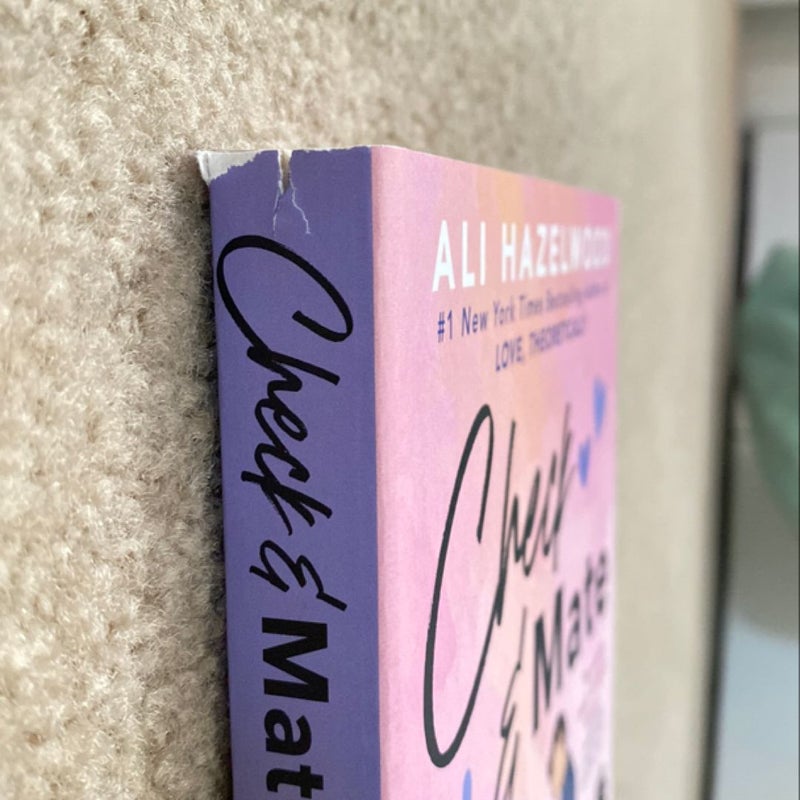 Check & Mat
ALI HAZELWOOD
#1 New York Times Bestselling author of
LOVE, THEORETICALLY
Check
& Mate